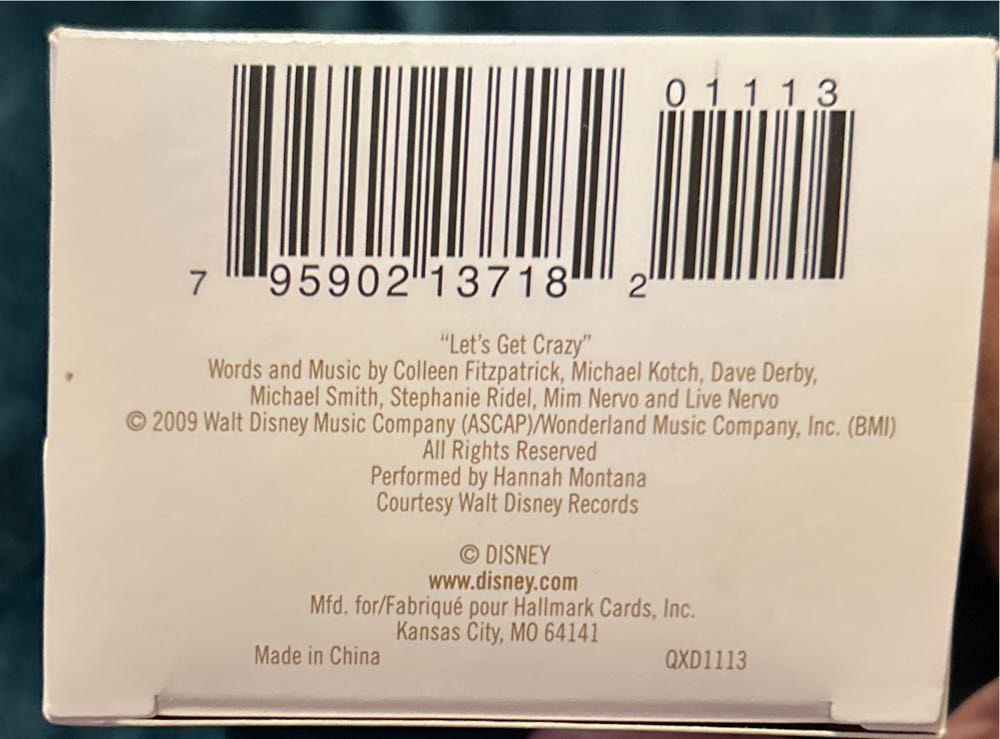 01113
7 95902 13718 2
“Let’s Get Crazy”
Words and Music by Colleen Fitzpatrick, Michael Kotch, Dave Derby,
Michael Smith, Stephanie Ridel, Mim Nervo and Live Nervo
© 2009 Walt Disney Music Company (ASCAP)/Wonderland Music Company, Inc. (BMI)
All Rights Reserved
Performed by Hannah Montana
Courtesy Walt Disney Records
© DISNEY
www.disney.com
Mfd. for/Fabriqué pour Hallmark Cards, Inc.
Kansas City, MO 64141
Made in China QXD1113